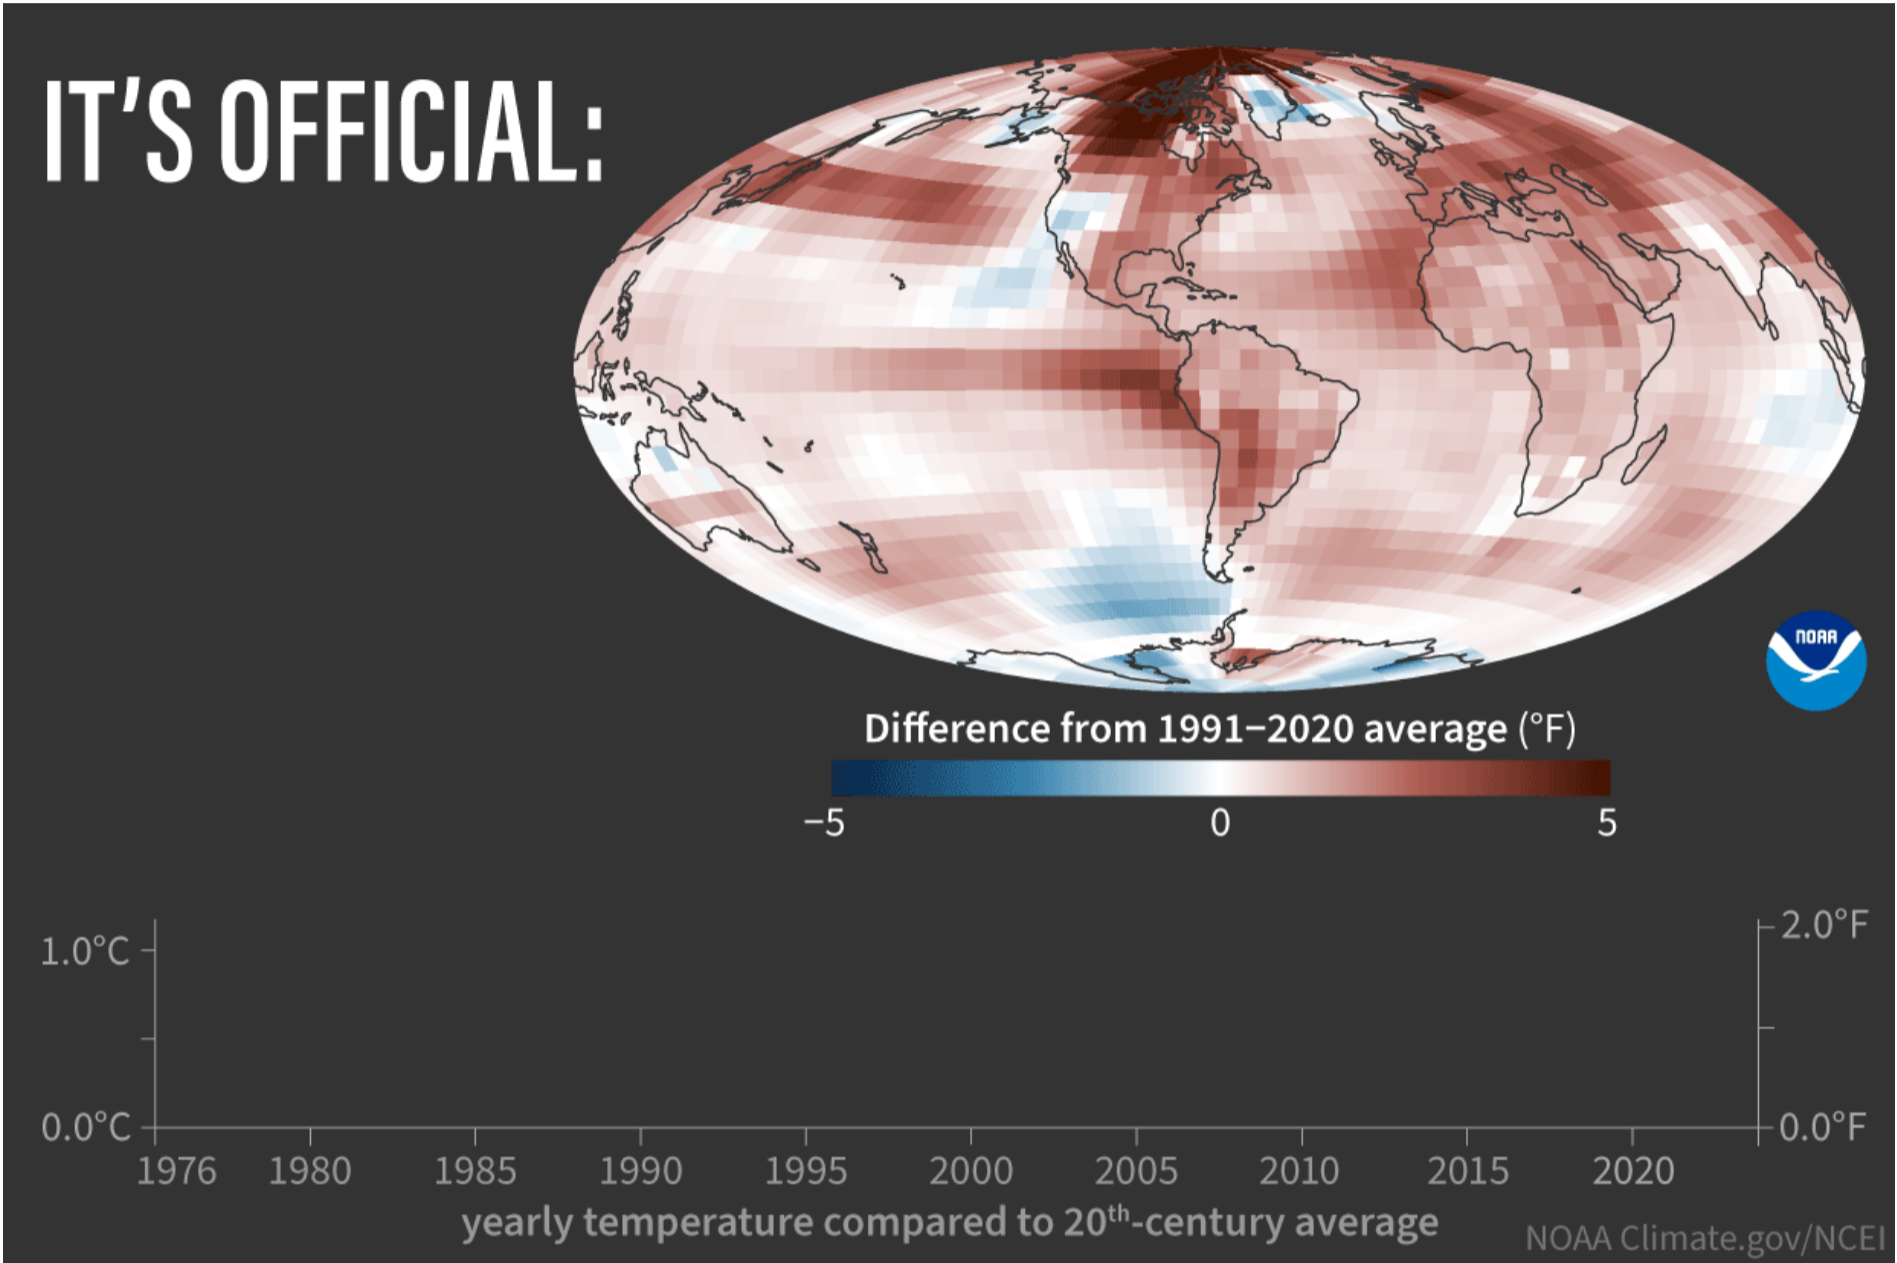 IT’S OFFICIAL:
NOAA
Difference from 1991–2020 average (°F)
−5 0 5
1.0°C 2.0°F
0.0°C 0.0°F
1976 1980 1985 1990 1995 2000 2005 2010 2015 2020
yearly temperature compared to 20th-century average
NOAA Climate.gov/NCEI